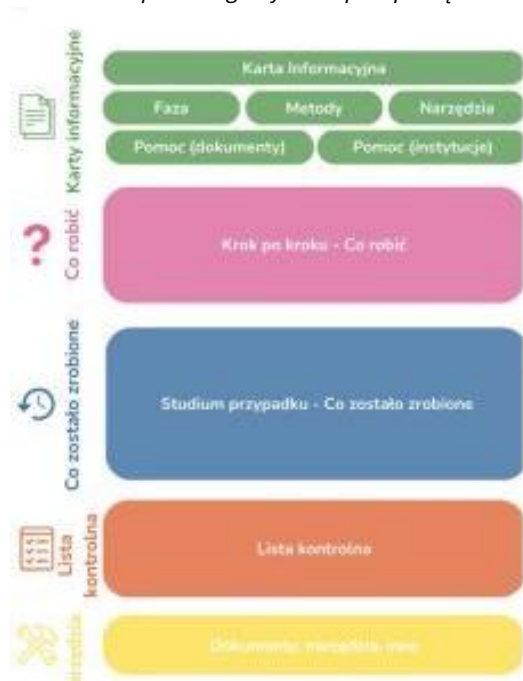 Karty informacyjne
Karta Informacyjna
Faza
Metody
Narzędzia
Pomoc (dokumenty)
Pomoc (instytucje)
Co robić
Krok po kroku - Co robić
Co zostało zrobione
Studium przypadku - Co zostało zrobione
Lista
kontrolna
Lista kontrolna
Dokumenty, narzędzia, inne